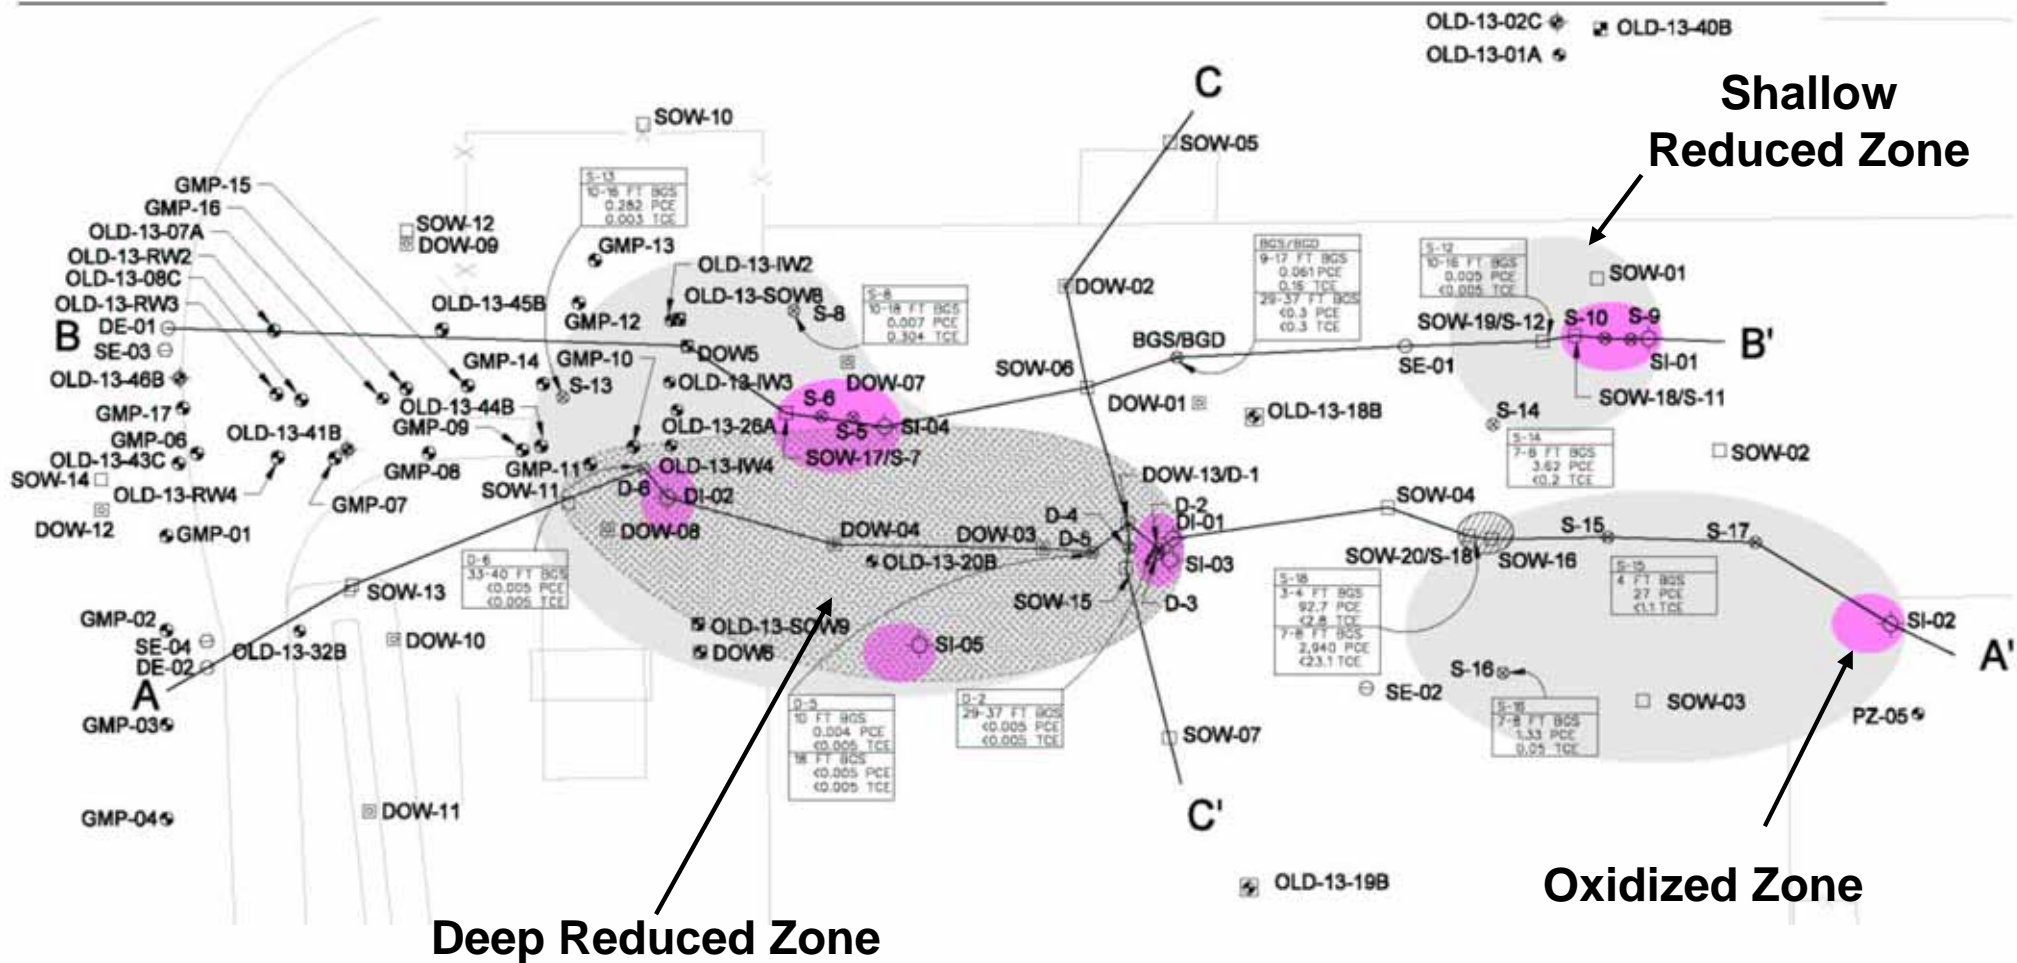 OLD-13-02C
OLD-13-40B
OLD-13-01A
Shallow
Reduced Zone
C
SOW-10
SOW-05
GMP-15
GMP-16
OLD-13-07A
OLD-13-RW2
OLD-13-08C
OLD-13-RW3
DE-01
B
SE-03
OLD-13-46B
GMP-17
GMP-06
OLD-13-43C
SOW-14
DOW-12
OLD-13-RW4
OLD-13-41B
GMP-07
GMP-01
SOW-12
DOW-09
S-13
10-16 FT BGS
0.282 PCE
0.003 TCE
GMP-13
OLD-13-IW2
OLD-13-SOW8
S-8
OLD-13-45B
GMP-12
S-8
10-18 FT BGS
0.007 PCE
0.304 TCE
DOW5
GMP-14
GMP-10
S-13
OLD-13-IW3
DOW-07
OLD-13-44B
GMP-09
GMP-08
OLD-13-26A
S-6
S-5
SI-04
SOW-17/S-7
GMP-11
OLD-13-IW4
SOW-11
D-6
DI-02
DOW-08
DOW-04
DOW-03
OLD-13-20B
D-4
D-5
DOW-13/D-1
D-2
DI-01
SI-03
D-3
SOW-15
DOW-02
SOW-06
DOW-01
BGS/BGD
BGS/BGD
9-17 FT BGS
0.061 PCE
0.16 TCE
29-37 FT BGS
<0.3 PCE
<0.3 TCE
OLD-13-18B
S-12
10-16 FT BGS
0.005 PCE
<0.005 TCE
SOW-01
SOW-19/S-12
S-10
S-9
B'
SE-01
SI-01
SOW-18/S-11
S-14
S-14
7-8 FT BGS
3.62 PCE
<0.2 TCE
SOW-02
SOW-04
SOW-20/S-18
SOW-16
S-15
S-17
S-15
4 FT BGS
27 PCE
<1.1 TCE
S-18
3-4 FT BGS
92.7 PCE
<2.8 TCE
7-8 FT BGS
2,940 PCE
<23.1 TCE
SI-02
A'
S-16
SE-02
S-16
7-8 FT BGS
1.33 PCE
0.05 TCE
SOW-03
PZ-05
D-6
33-40 FT BGS
<0.005 PCE
<0.005 TCE
SOW-13
GMP-02
SE-04
DE-02
A
OLD-13-32B
DOW-10
GMP-03
GMP-04
DOW-11
OLD-13-SOW9
DOW6
SI-05
D-5
10 FT BGS
0.004 PCE
<0.005 TCE
18 FT BGS
<0.005 PCE
<0.005 TCE
D-2
29-37 FT BGS
<0.005 PCE
<0.005 TCE
SOW-07
C'
OLD-13-19B
Oxidized Zone
Deep Reduced Zone